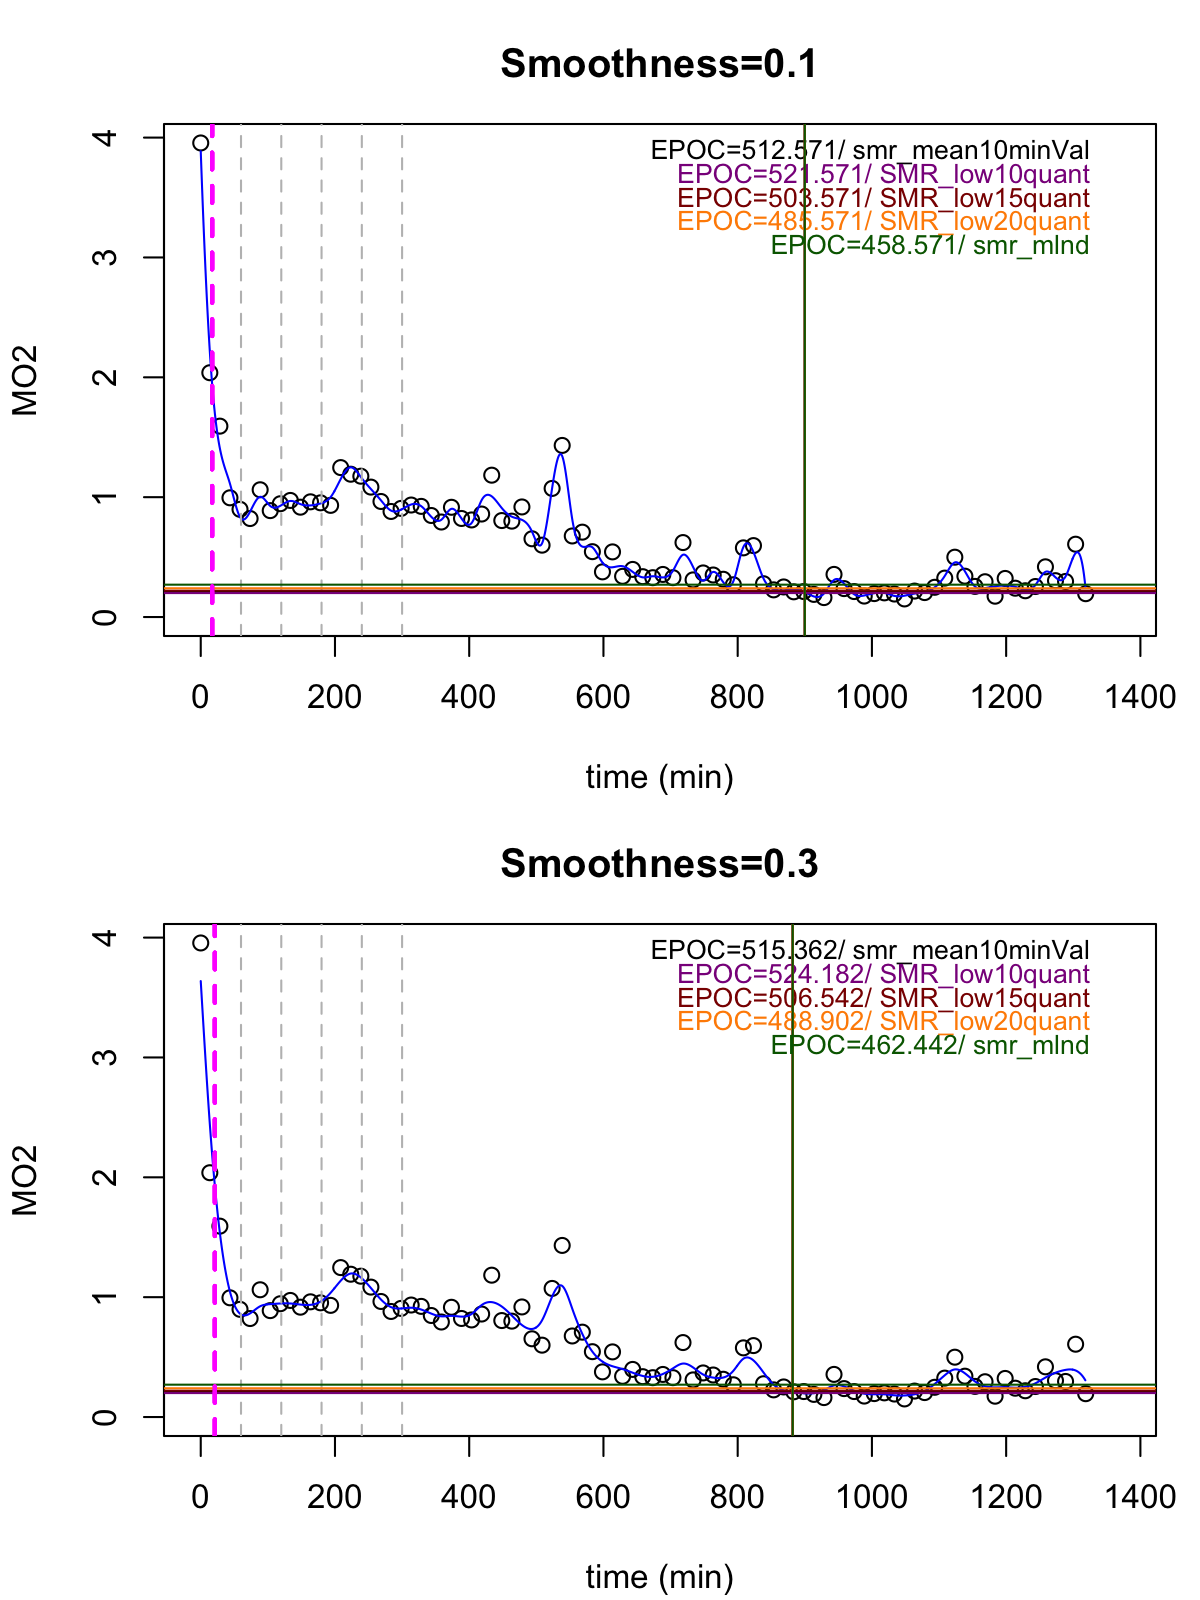 Smoothness=0.1
EPOC=512.571/ smr_mean10minVal
EPOC=521.571/ SMR_low10quant
EPOC=503.571/ SMR_low15quant
EPOC=485.571/ SMR_low20quant
EPOC=458.571/ smr_mlnd
MO2
4
3
2
1
0
0 200 400 600 800 1000 1200 1400
time (min)
Smoothness=0.3
EPOC=515.362/ smr_mean10minVal
EPOC=524.182/ SMR_low10quant
EPOC=506.542/ SMR_low15quant
EPOC=488.902/ SMR_low20quant
EPOC=462.442/ smr_mlnd
MO2
4
3
2
1
0
0 200 400 600 800 1000 1200 1400
time (min)